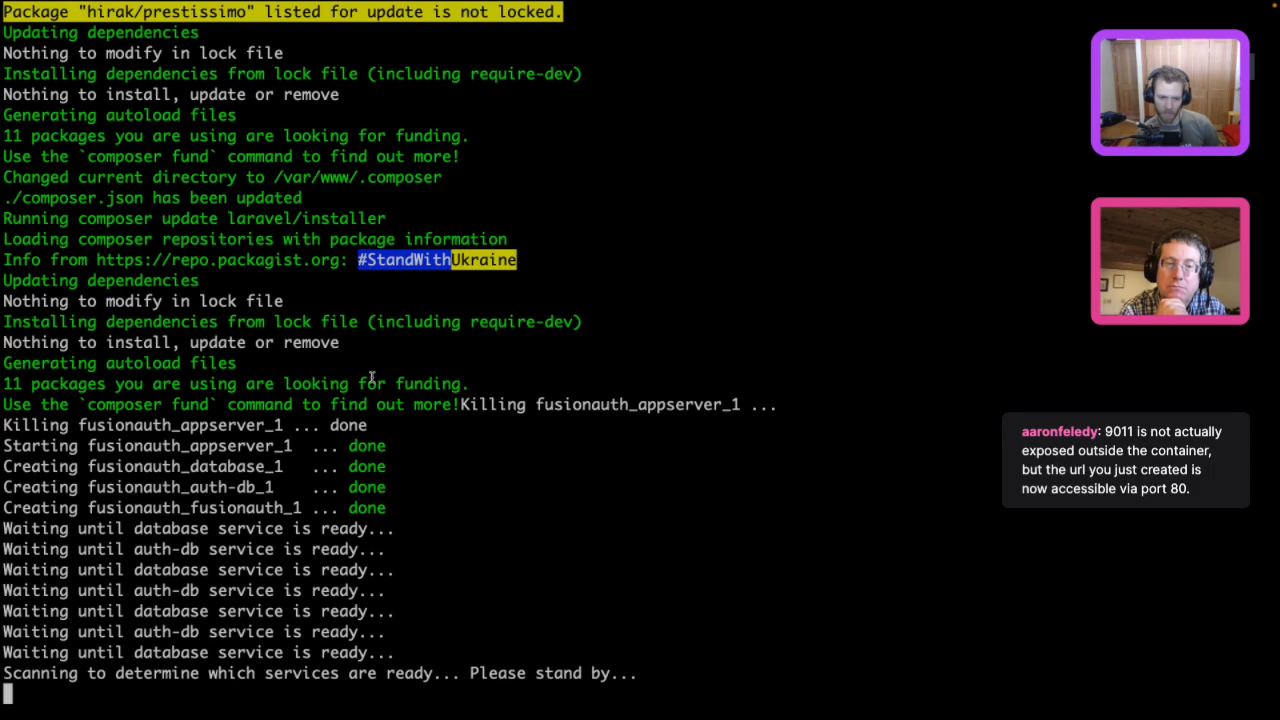 Package "hirak/prestissimo" listed for update is not locked.
Updating dependencies
Nothing to modify in lock file
Installing dependencies from lock file (including require-dev)
Nothing to install, update or remove
Generating autoload files
11 packages you are using are looking for funding.
Use the `composer fund` command to find out more!
Changed current directory to /var/www/.composer
./composer.json has been updated
Running composer update laravel/installer
Loading composer repositories with package information
Info from https://repo.packagist.org: #StandWithUkraine
Updating dependencies
Nothing to modify in lock file
Installing dependencies from lock file (including require-dev)
Nothing to install, update or remove
Generating autoload files
11 packages you are using are looking for funding.
Use the `composer fund` command to find out more!Killing fusionauth_appserver_1 ...
Killing fusionauth_appserver_1 ... done
Starting fusionauth_appserver_1  ... done
Creating fusionauth_database_1   ... done
Creating fusionauth_auth-db_1    ... done
Creating fusionauth_fusionauth_1 ... done
Waiting until database service is ready...
Waiting until auth-db service is ready...
Waiting until database service is ready...
Waiting until auth-db service is ready...
Waiting until database service is ready...
Waiting until auth-db service is ready...
Waiting until database service is ready...
Scanning to determine which services are ready... Please stand by...
aaronfeledy: 9011 is not actually
exposed outside the container,
but the url you just created is
now accessible via port 80.